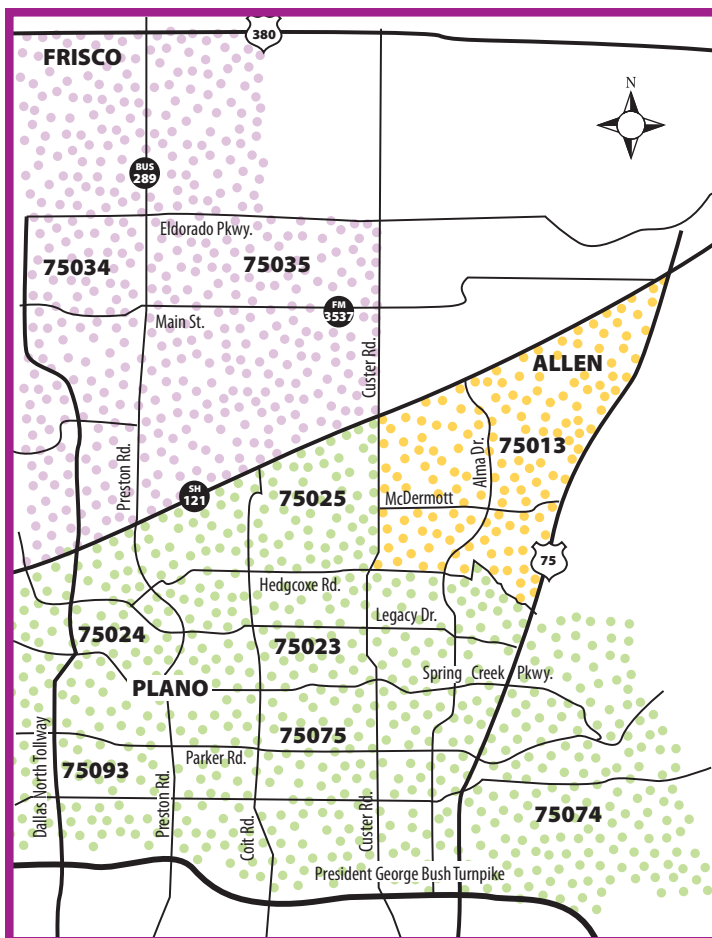 380
FRISCO
N
BUS
289
Eldorado Pkwy.
75034
75035
FM
3537
Main St.
Custer Rd.
ALLEN
Preston Rd.
Alma Dr.
75013
SH
121
75025
McDermott
75
Hedgcoxe Rd.
Legacy Dr.
75024
75023
Spring Creek Pkwy.
PLANO
Dallas North Tollway
75075
Parker Rd.
75093
Preston Rd.
Coit Rd.
Custer Rd.
75074
President George Bush Turnpike